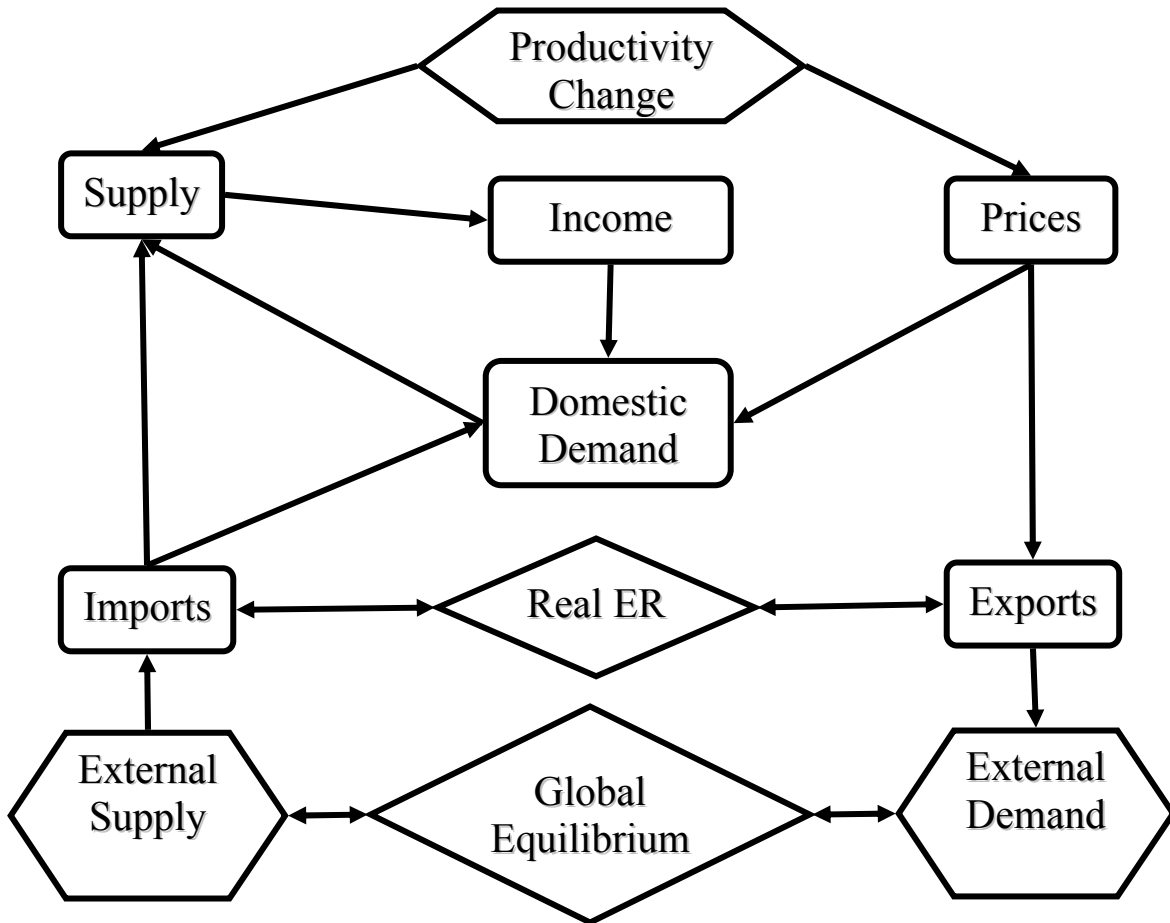 Productivity
Change
Supply
Income
Prices
Domestic
Demand
Imports
Real ER
Exports
External
Supply
Global
Equilibrium
External
Demand